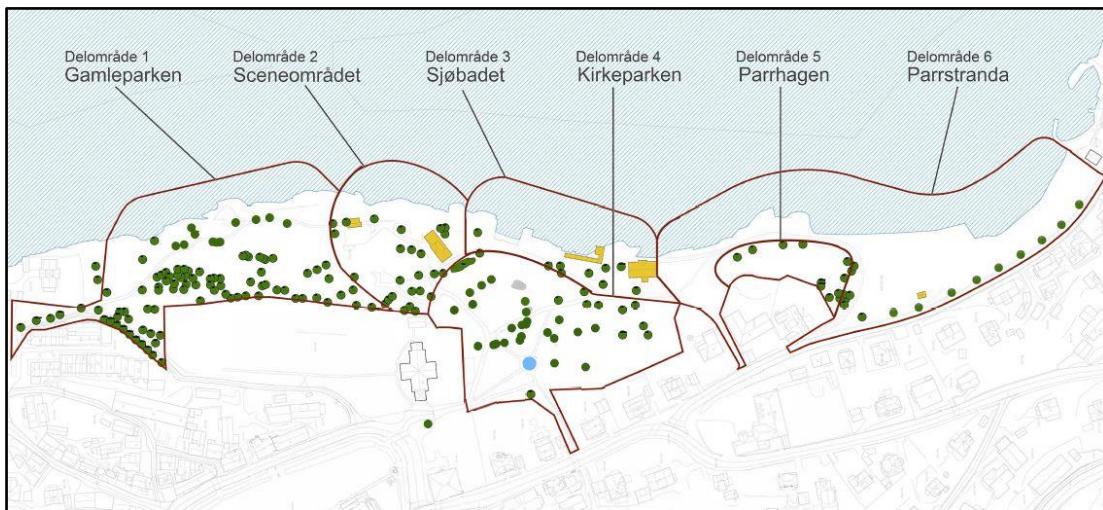 Delområde 1
Gamleparken
Delområde 2
Sceneområdet
Delområde 3
Sjøbadet
Delområde 4
Kirkeparken
Delområde 5
Parrhagen
Delområde 6
Parrstranda